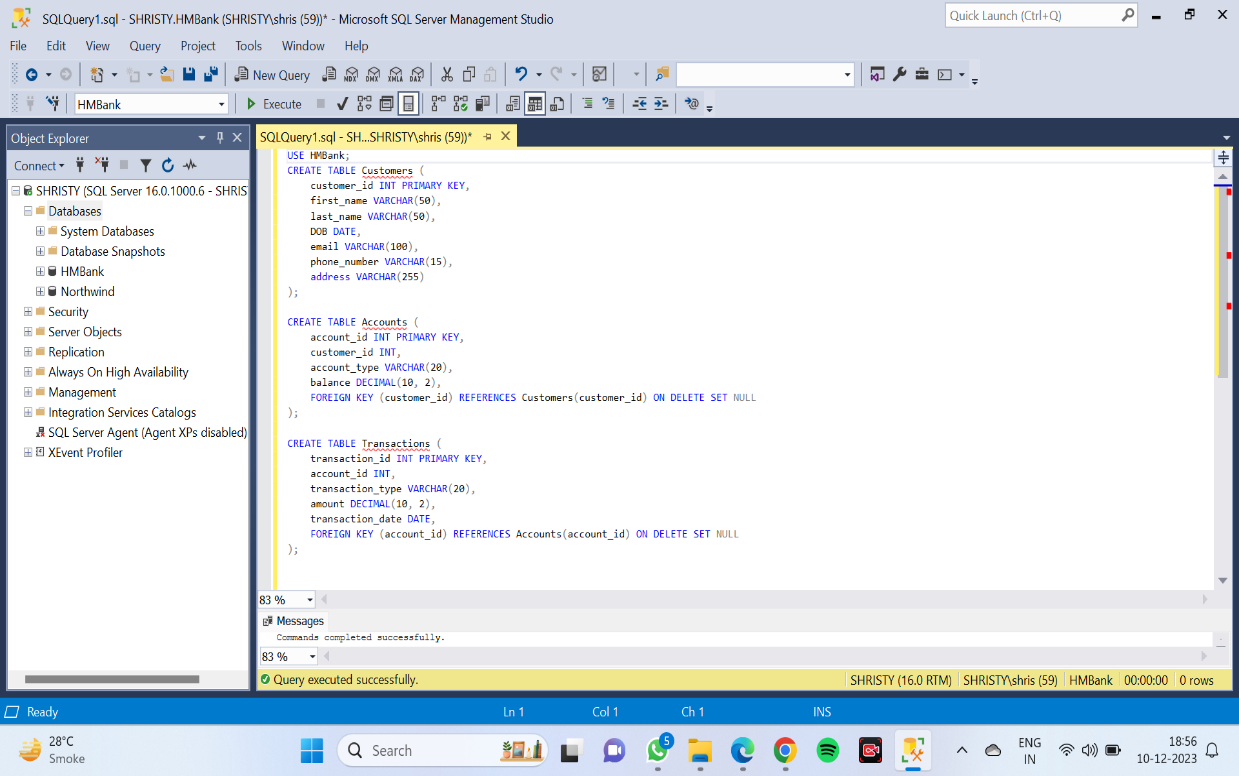 SQLQuery1.sql - SHRISTY.HMBank (SHRISTY\shris (59))* - Microsoft SQL Server Management Studio
Quick Launch (Ctrl+Q)
File Edit View Query Project Tools Window Help
New Query
MDX DMX XMLA DAX
HMBank
Execute
Object Explorer
SQLQuery1.sql - SH...SHRISTY\shris (59))*
Connect
SHRISTY (SQL Server 16.0.1000.6 - SHRIS
Databases
System Databases
Database Snapshots
HMBank
Northwind
Security
Server Objects
Replication
Always On High Availability
Management
Integration Services Catalogs
SQL Server Agent (Agent XPs disabled)
XEvent Profiler
USE HMBank;
CREATE TABLE Customers (
customer_id INT PRIMARY KEY,
first_name VARCHAR(50),
last_name VARCHAR(50),
DOB DATE,
email VARCHAR(100),
phone_number VARCHAR(15),
address VARCHAR(255)
);
CREATE TABLE Accounts (
account_id INT PRIMARY KEY,
customer_id INT,
account_type VARCHAR(20),
balance DECIMAL(10, 2),
FOREIGN KEY (customer_id) REFERENCES Customers(customer_id) ON DELETE SET NULL
);
CREATE TABLE Transactions (
transaction_id INT PRIMARY KEY,
account_id INT,
transaction_type VARCHAR(20),
amount DECIMAL(10, 2),
transaction_date DATE,
FOREIGN KEY (account_id) REFERENCES Accounts(account_id) ON DELETE SET NULL
);
83 %
Messages
Commands completed successfully.
83 %
Query executed successfully.
SHRISTY (16.0 RTM) SHRISTY\shris (59) HMBank 00:00:00 0 rows
Ready Ln 1 Col 1 Ch 1 INS
28°C
Smoke
Search
5
ENG
IN
18:56
10-12-2023